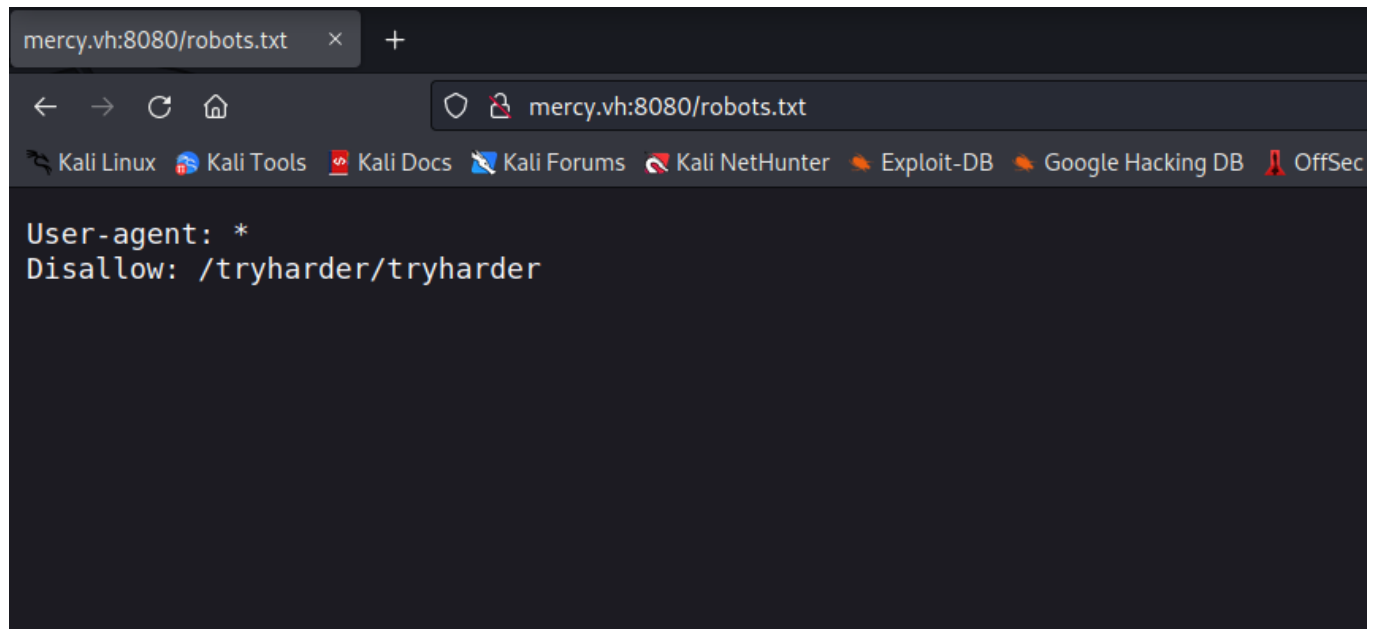 mercy.vh:8080/robots.txt × +
mercy.vh:8080/robots.txt
Kali Linux Kali Tools Kali Docs Kali Forums Kali NetHunter Exploit-DB Google Hacking DB OffSec
User-agent: *
Disallow: /tryharder/tryharder